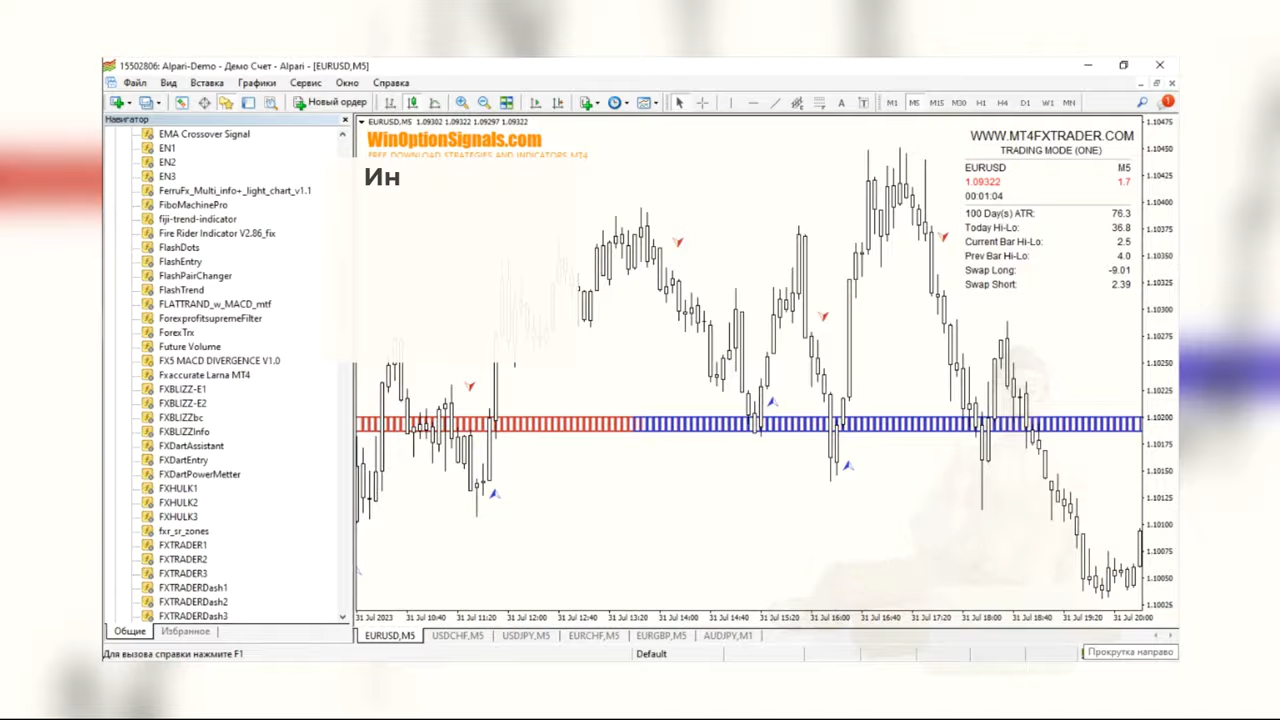 15502806: Alpari-Demo - Демо Счет - Alpari - [EURUSD,M5]
Файл Вид Вставка Графики Сервис Окно Справка
Новый ордер A T M1 M5 M15 M30 H1 H4 D1 W1 MN 1
Навигатор
EMA Crossover Signal
EN1
EN2
EN3
FerruFx_Multi_info+_light_chart_v1.1
FiboMachinePro
fiji-trend-indicator
Fire Rider Indicator V2.86_fix
FlashDots
FlashEntry
FlashPairChanger
FlashTrend
FLATTRAND_w_MACD_mtf
ForexprofitsupremeFilter
ForexTrx
Future Volume
FX5 MACD DIVERGENCE V1.0
Fxaccurate Larna MT4
FXBLIZZ-E1
FXBLIZZ-E2
FXBLIZZbc
FXBLIZZInfo
FXDartAssistant
FXDartEntry
FXDartPowerMetter
FXHULK1
FXHULK2
FXHULK3
fxr_sr_zones
FXTRADER1
FXTRADER2
FXTRADER3
FXTRADERDash1
FXTRADERDash2
FXTRADERDash3
Общие Избранное
EURUSD,M5 1.09302 1.09322 1.09297 1.09322
WinOptionSignals.com
FREE DOWNLOAD STRATEGIES AND INDICATORS MT4
Ин
WWW.MT4FXTRADER.COM
TRADING MODE (ONE)
EURUSD M5
1.09322 1.7
00:01:04
100 Day(s) ATR: 76.3
Today Hi-Lo: 36.8
Current Bar Hi-Lo: 2.5
Prev Bar Hi-Lo: 4.0
Swap Long: -9.01
Swap Short: 2.39
1.10475
1.10450
1.10425
1.10400
1.10375
1.10350
1.10325
1.10300
1.10275
1.10250
1.10225
1.10200
1.10175
1.10150
1.10125
1.10100
1.10075
1.10050
1.10025
31 Jul 2023 31 Jul 10:40 31 Jul 11:20 31 Jul 12:00 31 Jul 12:40 31 Jul 13:20 31 Jul 14:00 31 Jul 14:40 31 Jul 15:20 31 Jul 16:00 31 Jul 16:40 31 Jul 17:20 31 Jul 18:00 31 Jul 18:40 31 Jul 19:20 31 Jul 20:00
EURUSD,M5 USDCHF,M5 USDJPY,M5 EURCHF,M5 EURGBP,M5 AUDJPY,M1
Для вызова справки нажмите F1 Default Прокрутка направо